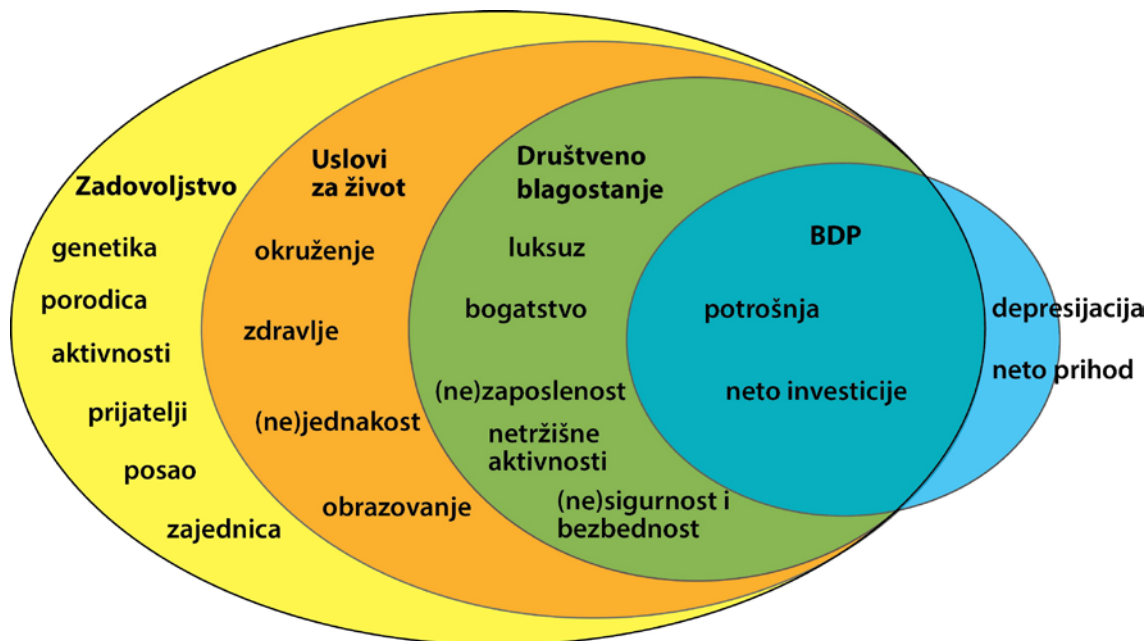 Zadovoljstvo
genetika
porodica
aktivnosti
prijatelji
posao
zajednica
Uslovi
za život
okruženje
zdravlje
(ne)jednakost
obrazovanje
Društveno
blagostanje
luksuz
bogatstvo
(ne)zaposlenost
netržišne
aktivnosti
(ne)sigurnost i
bezbednost
BDP
potrošnja
neto investicije
depresijacija
neto prihod